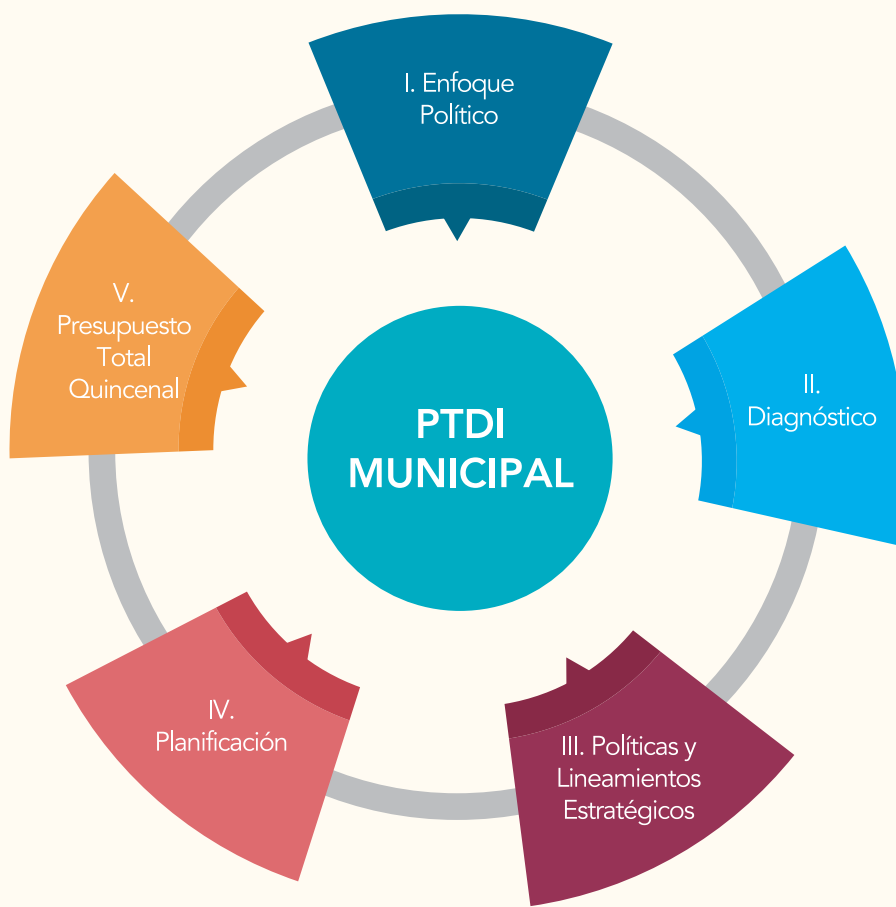 I. Enfoque
Político
II.
Diagnóstico
III. Políticas y
Lineamientos
Estratégicos
IV.
Planificación
V.
Presupuesto
Total
Quincenal
PTDI
MUNICIPAL